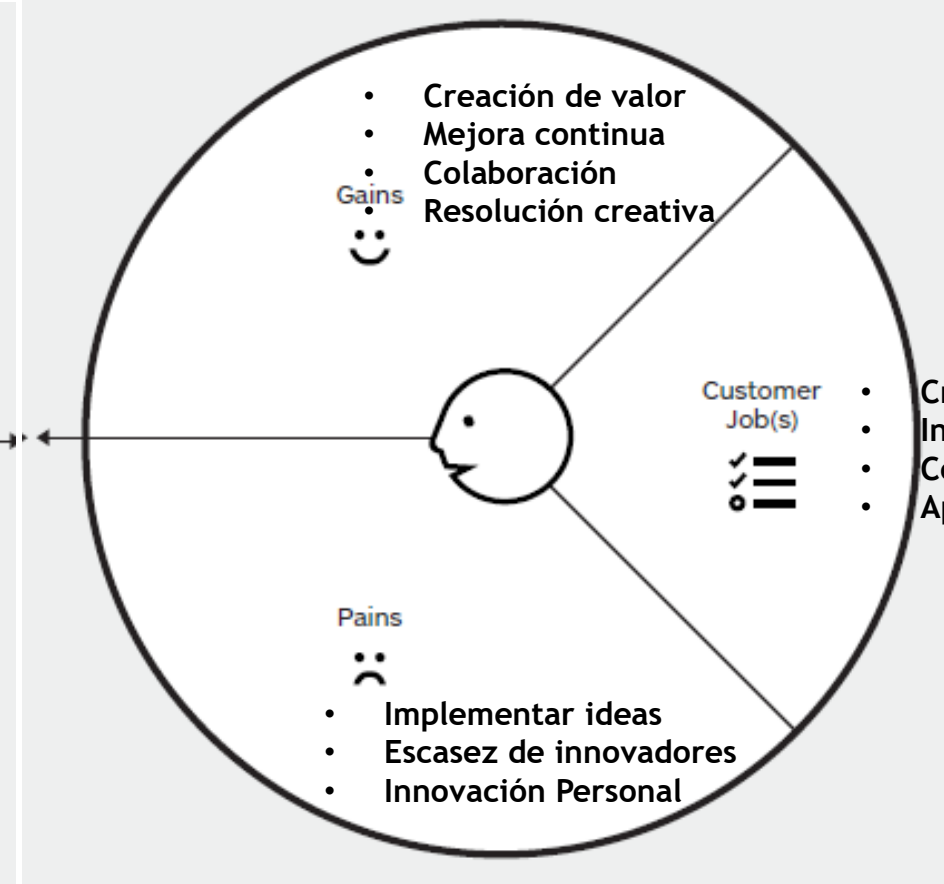 • Creación de valor
• Mejora continua
• Colaboración
Gains
• Resolución creativa
Customer
Job(s)
•
•
•
•
Pains
• Implementar ideas
• Escasez de innovadores
• Innovación Personal